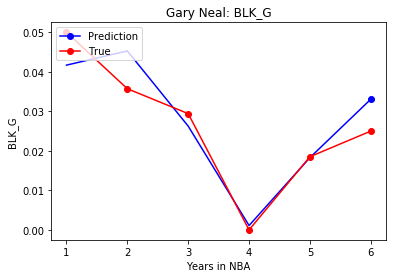 Gary Neal: BLK_G
Prediction
True
BLK_G
0.05
0.04
0.03
0.02
0.01
0.00
1 2 3 4 5 6
Years in NBA